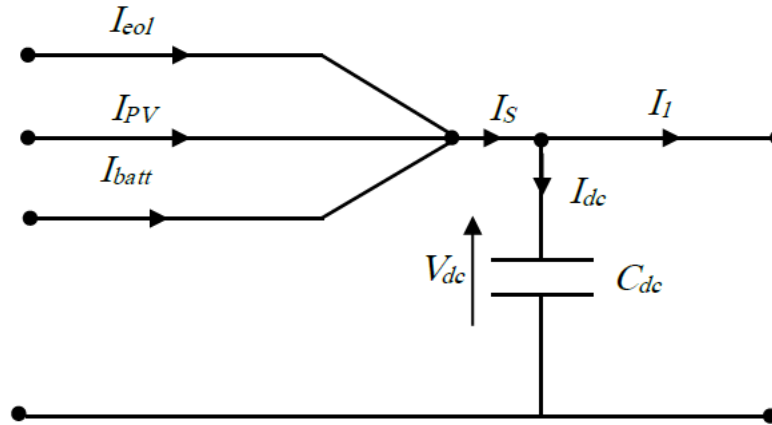 I_eol
I_PV
I_S
I_1
I_batt
I_dc
V_dc
C_dc